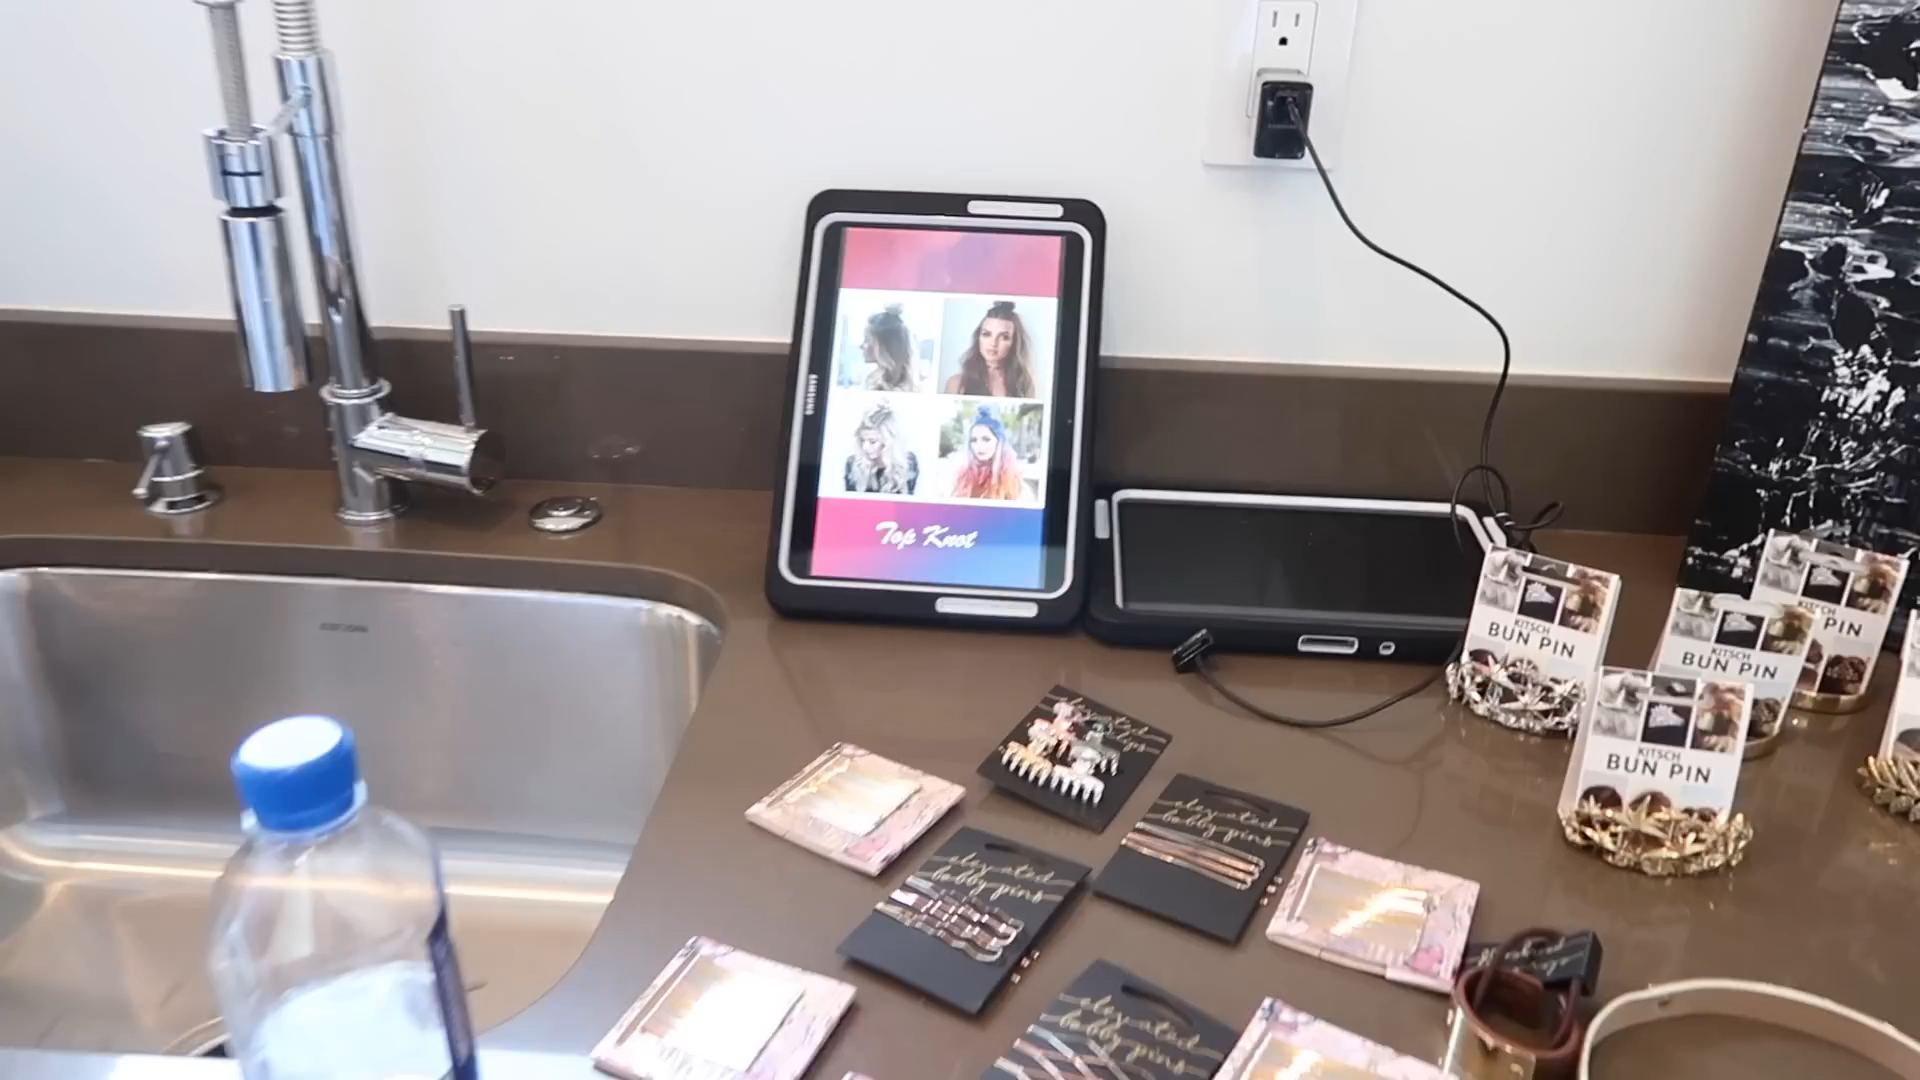 SAMSUNG
Top Knot
elevated
bobby pins
elevated
bobby pins
elevated
bobby pins
KITSCH
BUN PIN
KITSCH
BUN PIN
KITSCH
BUN PIN
KITSCH
PIN